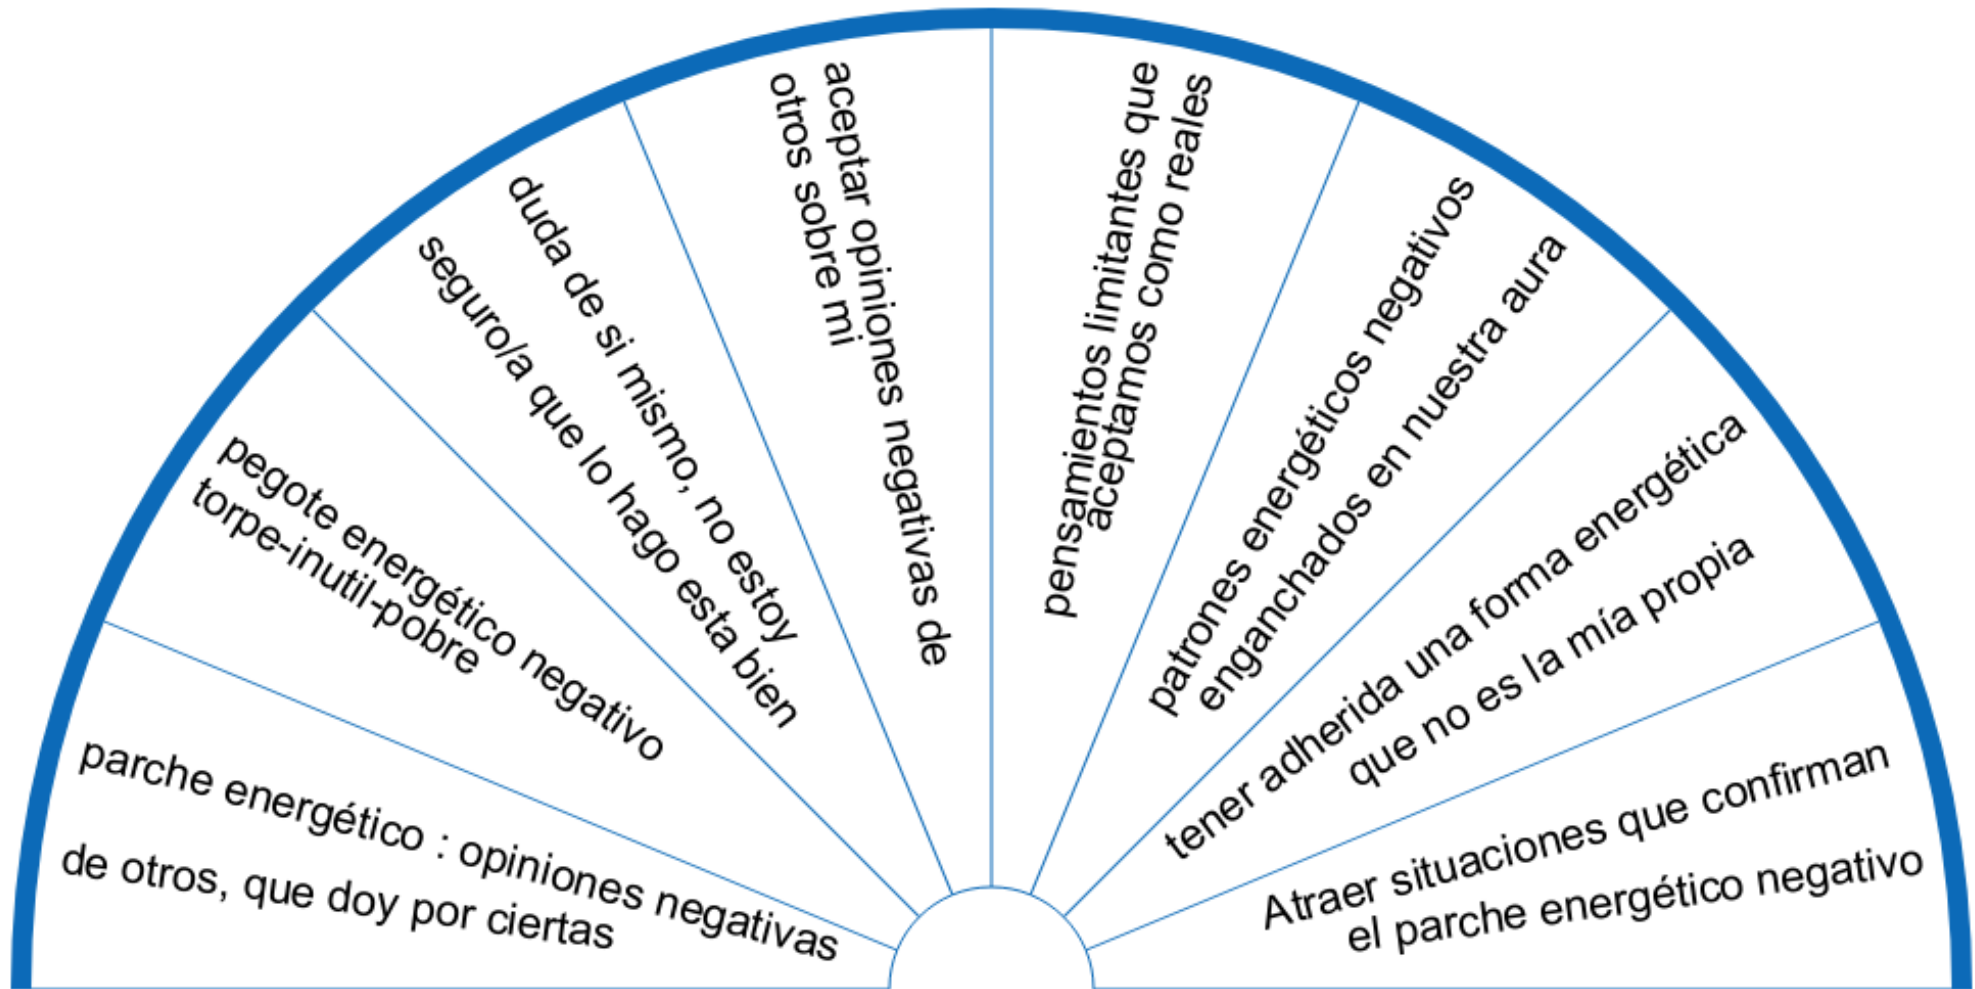 parche energético : opiniones negativas
de otros, que doy por ciertas
pegote energético negativo
torpe-inutil-pobre
duda de si mismo, no estoy
seguro/a que lo hago esta bien
aceptar opiniones negativas de
otros sobre mi
pensamientos limitantes que
aceptamos como reales
patrones energéticos negativos
enganchados en nuestra aura
tener adherida una forma energética
que no es la mía propia
Atraer situaciones que confirman
el parche energético negativo